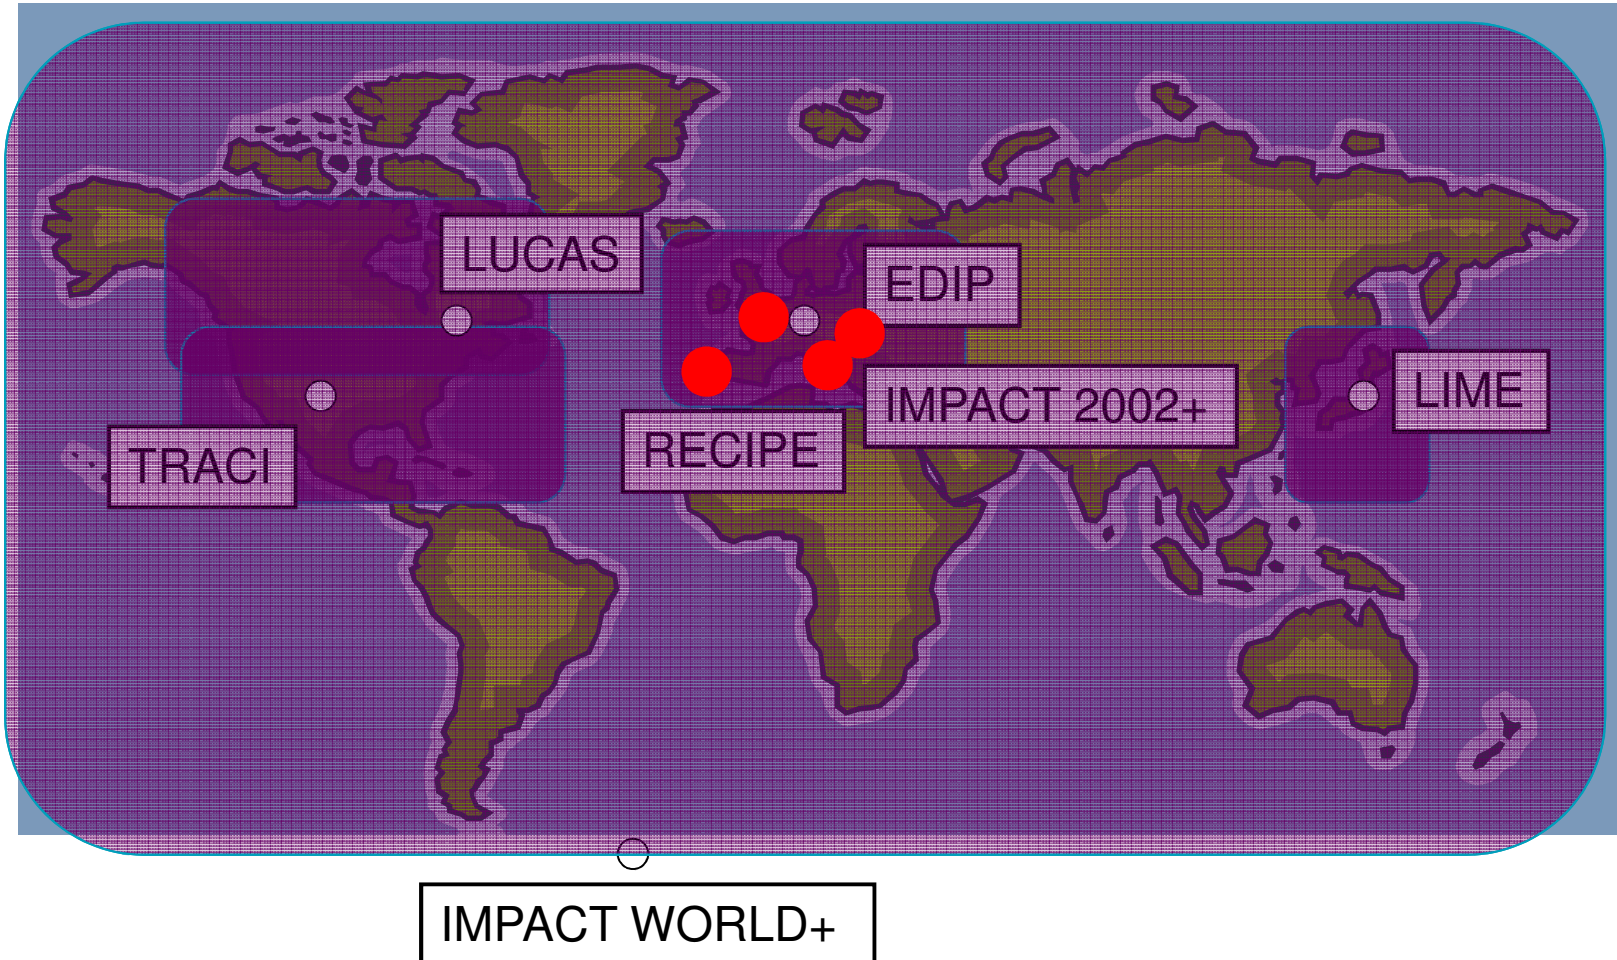 LUCAS
EDIP
LIME
IMPACT 2002+
RECIPE
TRACI
IMPACT WORLD+